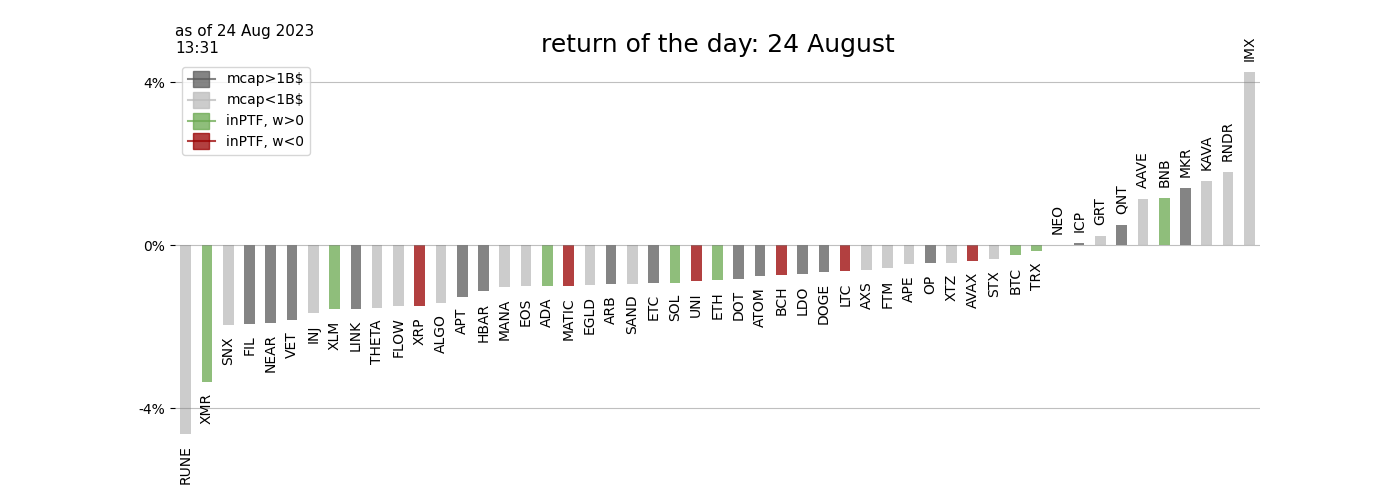 as of 24 Aug 2023
13:31
return of the day: 24 August
mcap>1B$
mcap<1B$
inPTF, w>0
inPTF, w<0
4%
0%
-4%
RUNE
XMR
SNX
FIL
NEAR
VET
INJ
XLM
LINK
THETA
FLOW
XRP
ALGO
APT
HBAR
MANA
EOS
ADA
MATIC
EGLD
ARB
SAND
ETC
SOL
UNI
ETH
DOT
ATOM
BCH
LDO
DOGE
LTC
AXS
FTM
APE
OP
XTZ
AVAX
STX
BTC
TRX
NEO
ICP
GRT
QNT
AAVE
BNB
MKR
KAVA
RNDR
IMX